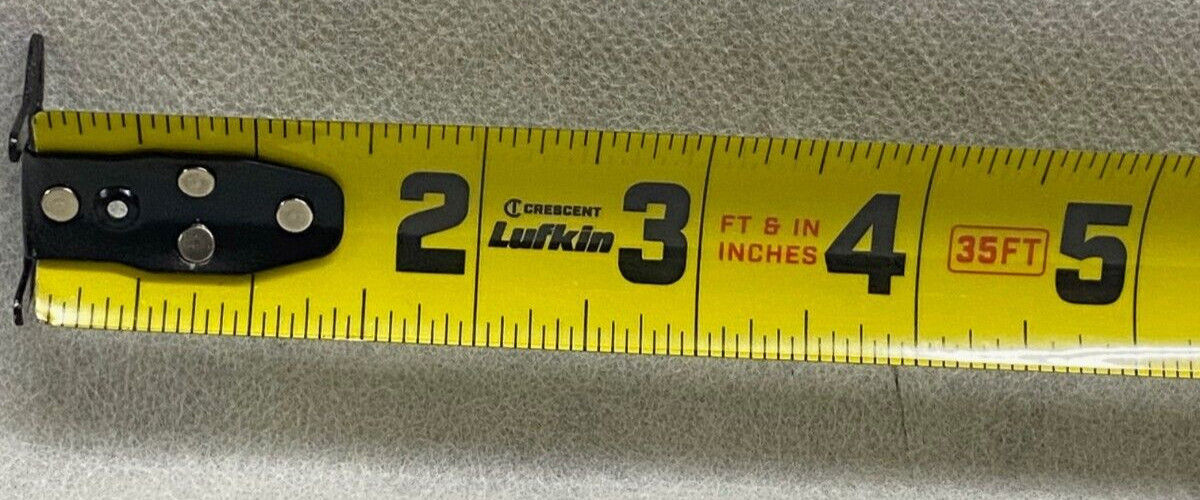 2
CRESCENT
Lufkin
3
FT & IN
INCHES
4
35FT
5